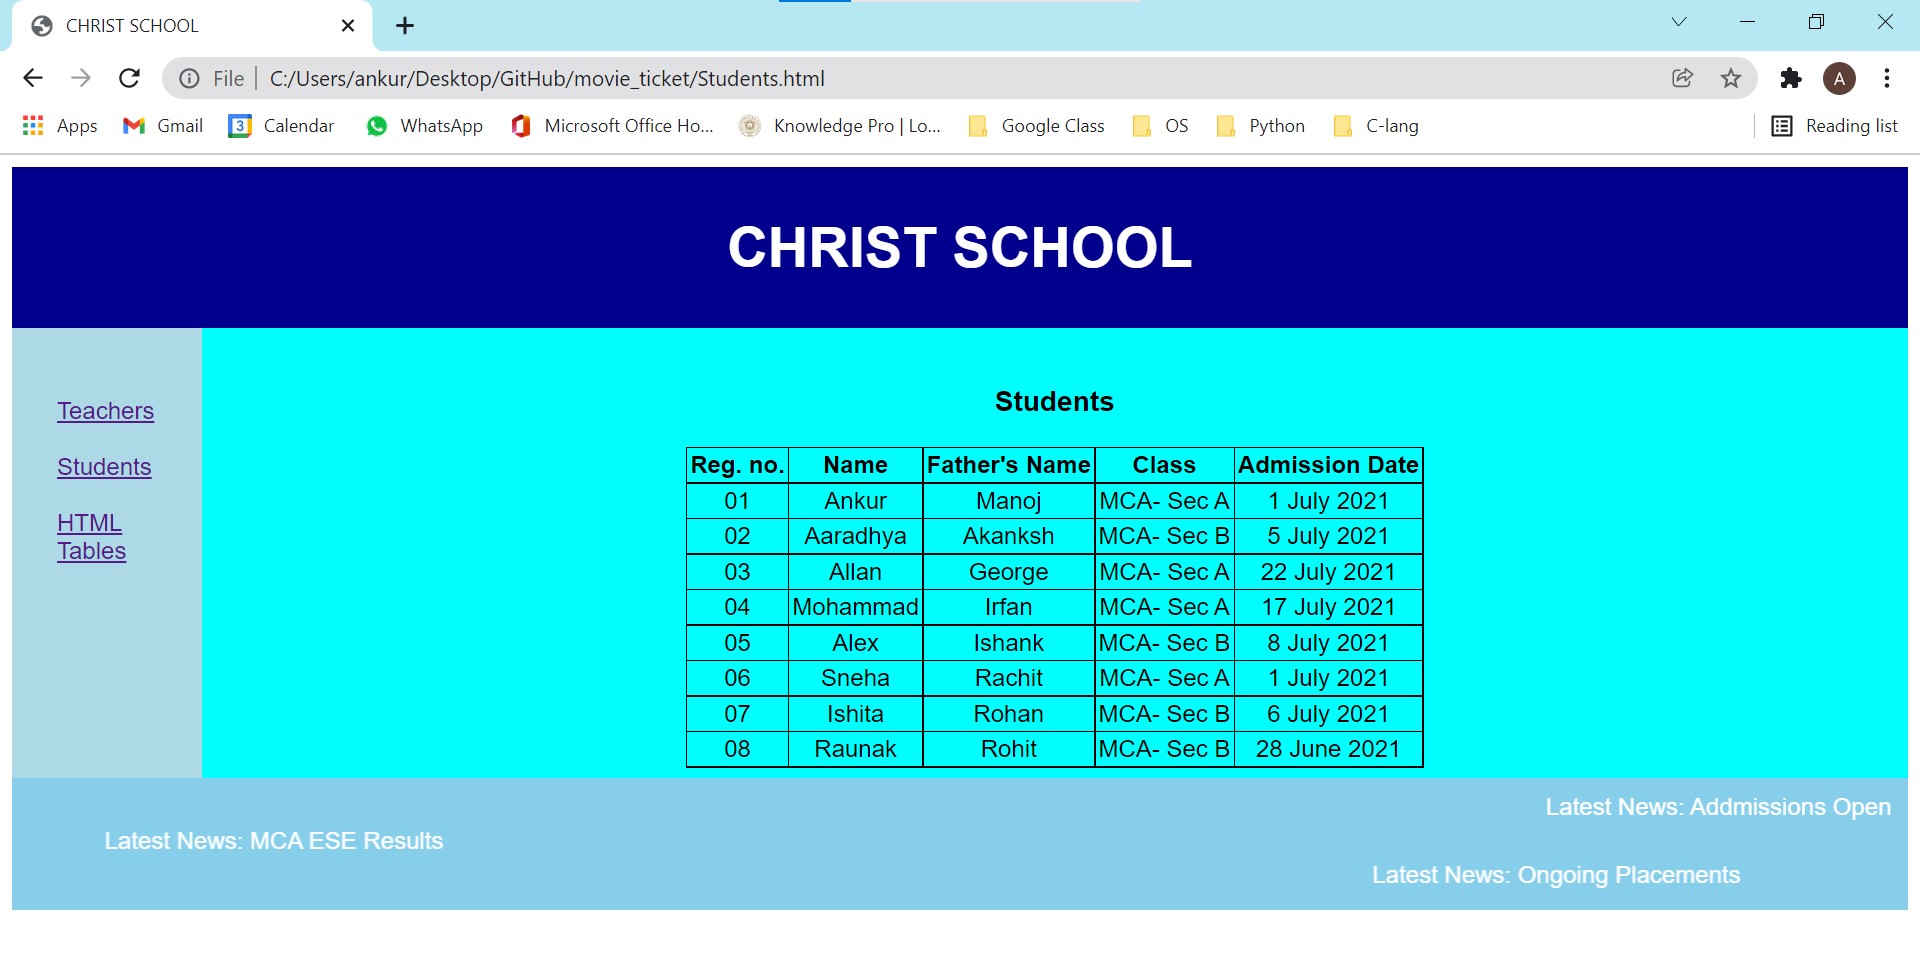 CHRIST SCHOOL
File C:/Users/ankur/Desktop/GitHub/movie_ticket/Students.html A
Apps Gmail 3 Calendar WhatsApp Microsoft Office Ho... Knowledge Pro | Lo... Google Class OS Python C-lang Reading list
CHRIST SCHOOL
Teachers
Students
HTML
Tables
Students
Reg. no. Name Father's Name Class Admission Date
01 Ankur Manoj MCA- Sec A 1 July 2021
02 Aaradhya Akanksh MCA- Sec B 5 July 2021
03 Allan George MCA- Sec A 22 July 2021
04 Mohammad Irfan MCA- Sec A 17 July 2021
05 Alex Ishank MCA- Sec B 8 July 2021
06 Sneha Rachit MCA- Sec A 1 July 2021
07 Ishita Rohan MCA- Sec B 6 July 2021
08 Raunak Rohit MCA- Sec B 28 June 2021
Latest News: Addmissions Open
Latest News: MCA ESE Results
Latest News: Ongoing Placements